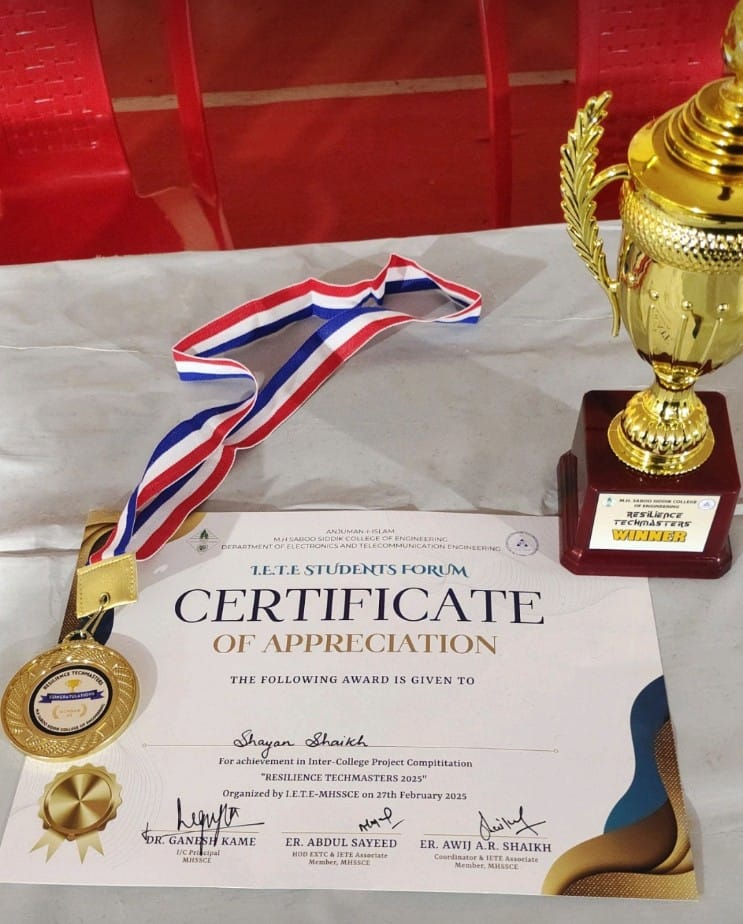 ANJUMAN-I-ISLAM
M.H SABOO SIDDIK COLLEGE OF ENGINEERING
DEPARTMENT OF ELECTRONICS AND TELECOMMUNICATION ENGINEERING
I.E.T.E STUDENTS FORUM
CERTIFICATE
OF APPRECIATION
THE FOLLOWING AWARD IS GIVEN TO
Shayan Shaikh
For achievement in Inter-College Project Compititation
"RESILIENCE TECHMASTERS 2025"
Organized by I.E.T.E-MHSSCE on 27th February 2025
DR. GANESH KAME
I/C Principal
MHSSCE
ER. ABDUL SAYEED
HOD EXTC & IETE Associate
Member, MHSSCE
ER. AWIJ A.R. SHAIKH
Coordinator & IETE Associate
Member, MHSSCE
RESILIENCE TECHMASTERS
CONGRATULATIONS
M.H SABOO SIDDIK COLLEGE OF ENGINEERING
M.H. SABOO SIDDIK COLLEGE
OF ENGINEERING
RESILIENCE
TECHMASTERS
WINNER